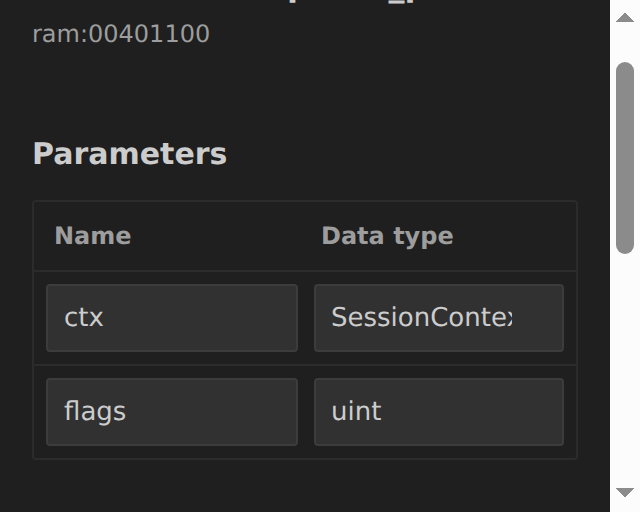 ram:00401100
Parameters
Name Data type
ctx SessionContex
flags uint